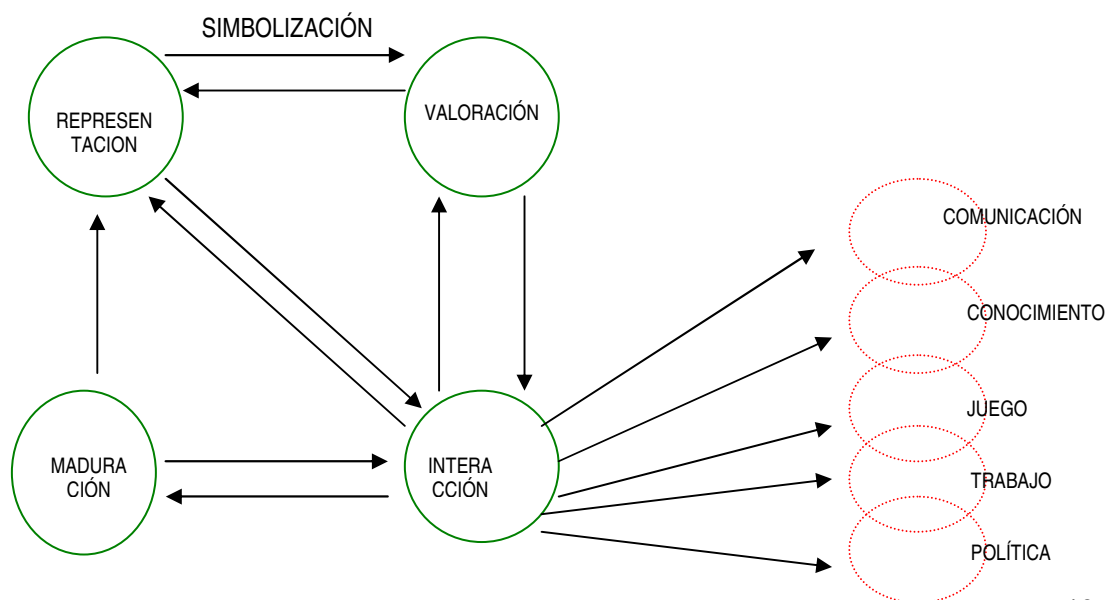 SIMBOLIZACIÓN
REPRESEN
TACION
VALORACIÓN
COMUNICACIÓN
CONOCIMIENTO
JUEGO
MADURA
CIÓN
INTERA
CCIÓN
TRABAJO
POLÍTICA